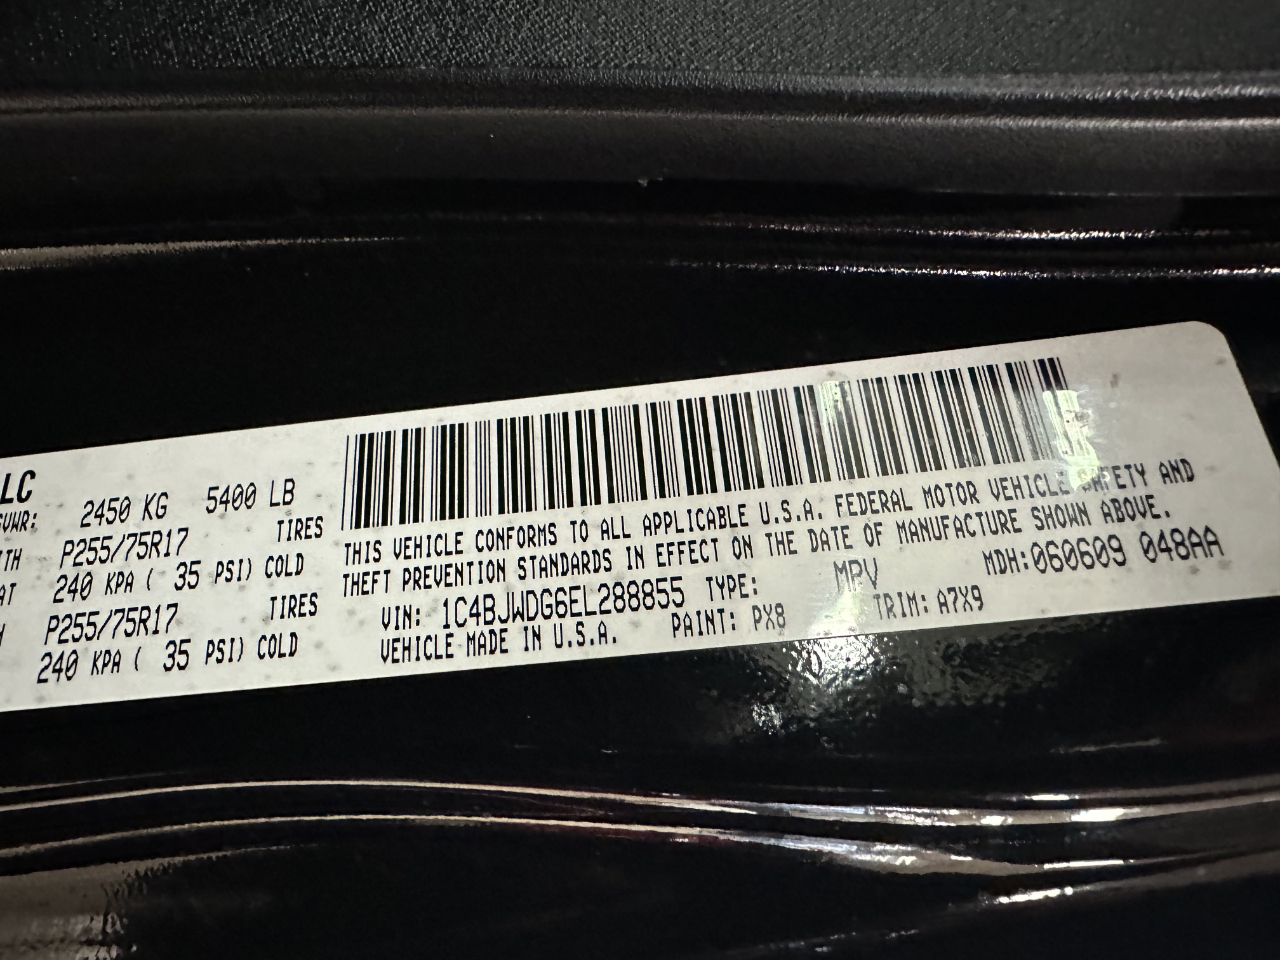 LC
GVWR: 2450 KG 5400 LB
TH P255/75R17 TIRES
AT 240 KPA ( 35 PSI) COLD
H P255/75R17 TIRES
240 KPA ( 35 PSI) COLD
THIS VEHICLE CONFORMS TO ALL APPLICABLE U.S.A. FEDERAL MOTOR VEHICLE SAFETY AND
THEFT PREVENTION STANDARDS IN EFFECT ON THE DATE OF MANUFACTURE SHOWN ABOVE.
VIN: 1C4BJWDG6EL288855 TYPE: MPV MDH:060609 048AA
VEHICLE MADE IN U.S.A. PAINT: PX8 TRIM: A7X9